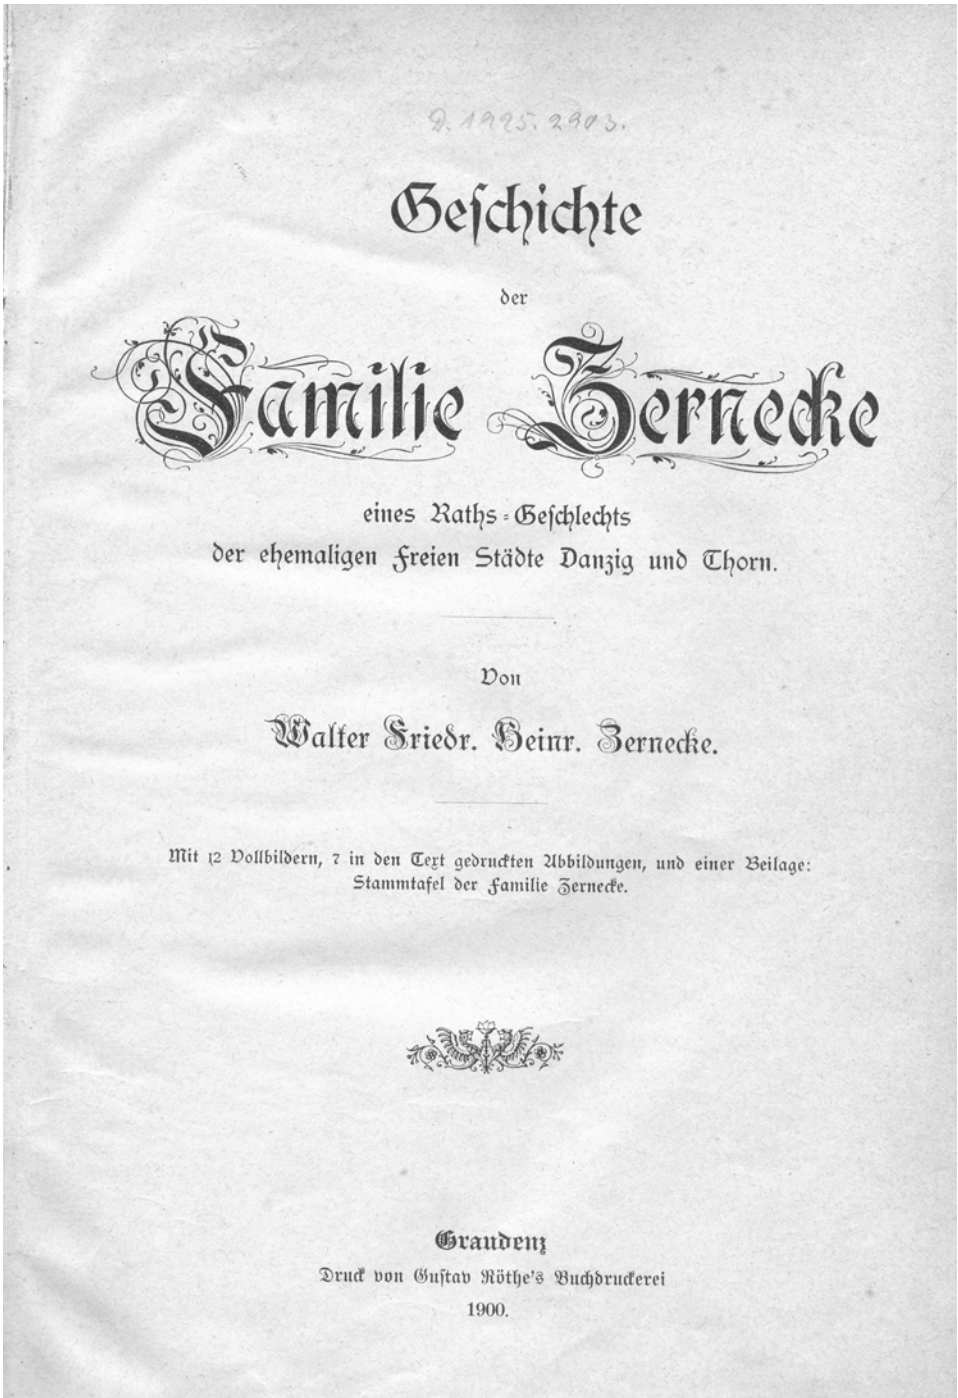 D. 1925. 2903.
Geschichte
der
Familie Zernecke
eines Raths-Geschlechts
der ehemaligen Freien Städte Danzig und Thorn.
Von
Walter Friedr. Heinr. Zernecke.
Mit 12 Vollbildern, 7 in den Text gedruckten Abbildungen, und einer Beilage:
Stammtafel der Familie Zernecke.
Graudenz
Druck von Gustav Röthe's Buchdruckerei
1900.